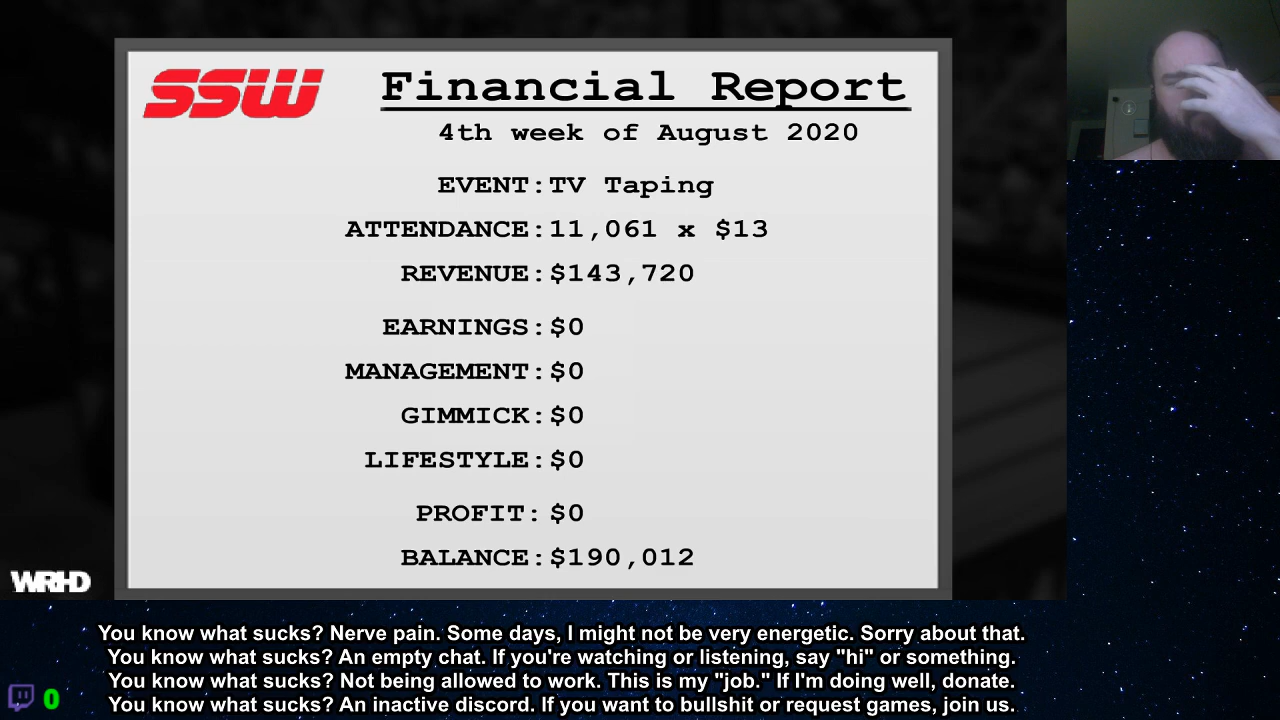 SSW
Financial Report
4th week of August 2020
EVENT: TV Taping
ATTENDANCE: 11,061 x $13
REVENUE: $143,720
EARNINGS: $0
MANAGEMENT: $0
GIMMICK: $0
LIFESTYLE: $0
PROFIT: $0
BALANCE: $190,012
WRHD
You know what sucks? Nerve pain. Some days, I might not be very energetic. Sorry about that.
You know what sucks? An empty chat. If you're watching or listening, say "hi" or something.
You know what sucks? Not being allowed to work. This is my "job." If I'm doing well, donate.
You know what sucks? An inactive discord. If you want to bullshit or request games, join us.
0